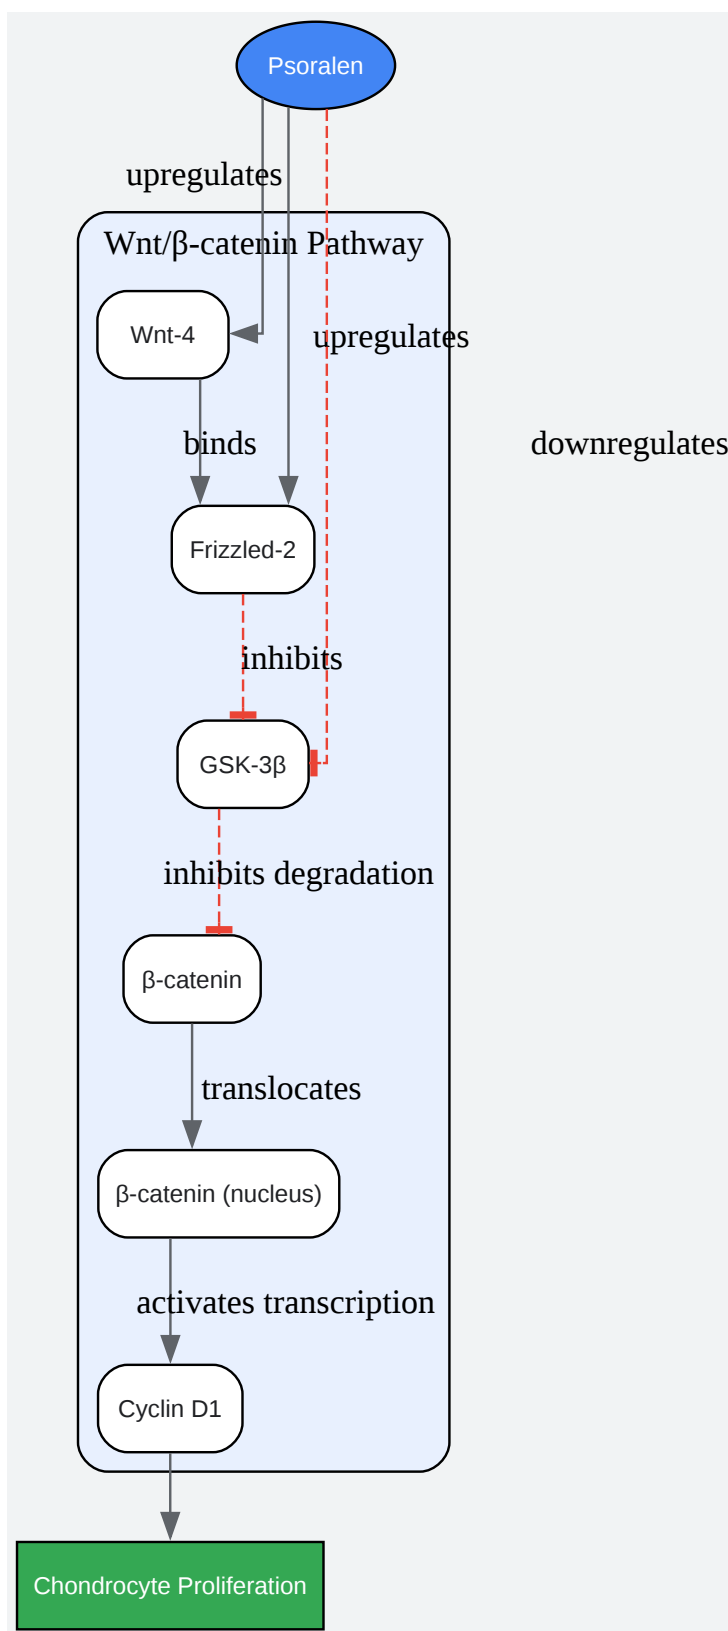 Psoralen
upregulates
Wnt/β-catenin Pathway
Wnt-4
upregulates
binds
downregulates
Frizzled-2
inhibits
GSK-3β
inhibits degradation
β-catenin
translocates
β-catenin (nucleus)
activates transcription
Cyclin D1
Chondrocyte Proliferation